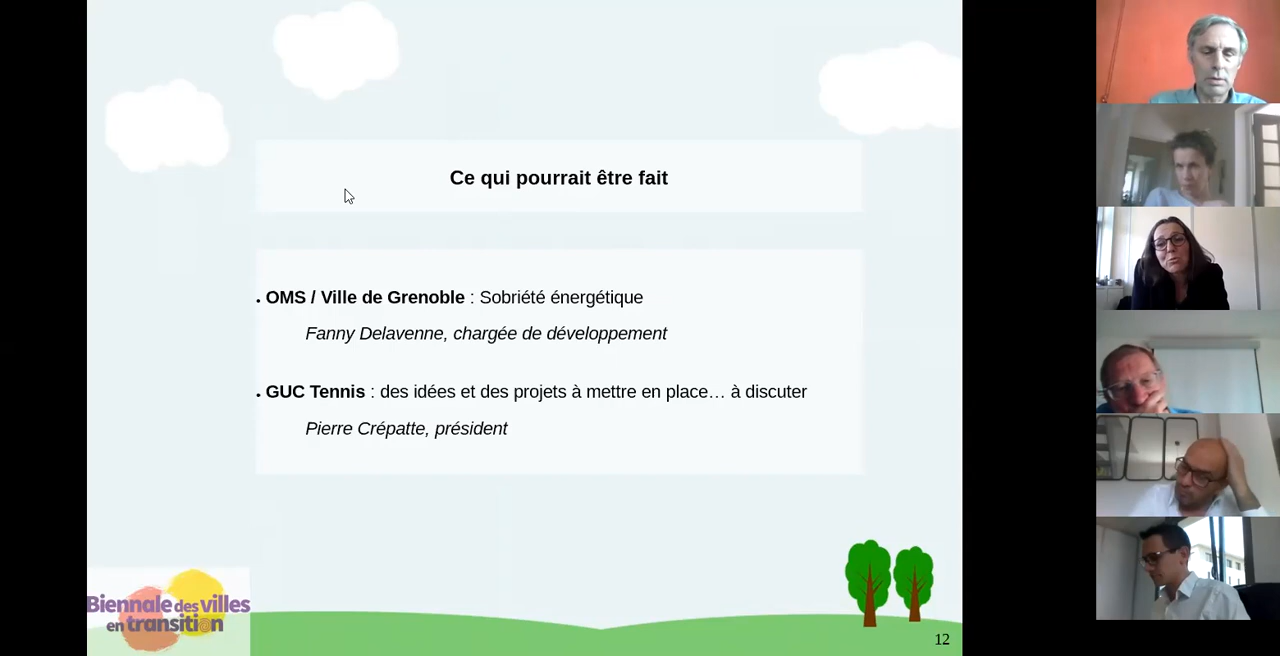 Ce qui pourrait être fait
• OMS / Ville de Grenoble : Sobriété énergétique
Fanny Delavenne, chargée de développement
• GUC Tennis : des idées et des projets à mettre en place… à discuter
Pierre Crépatte, président
Biennale des villes
en transition
12